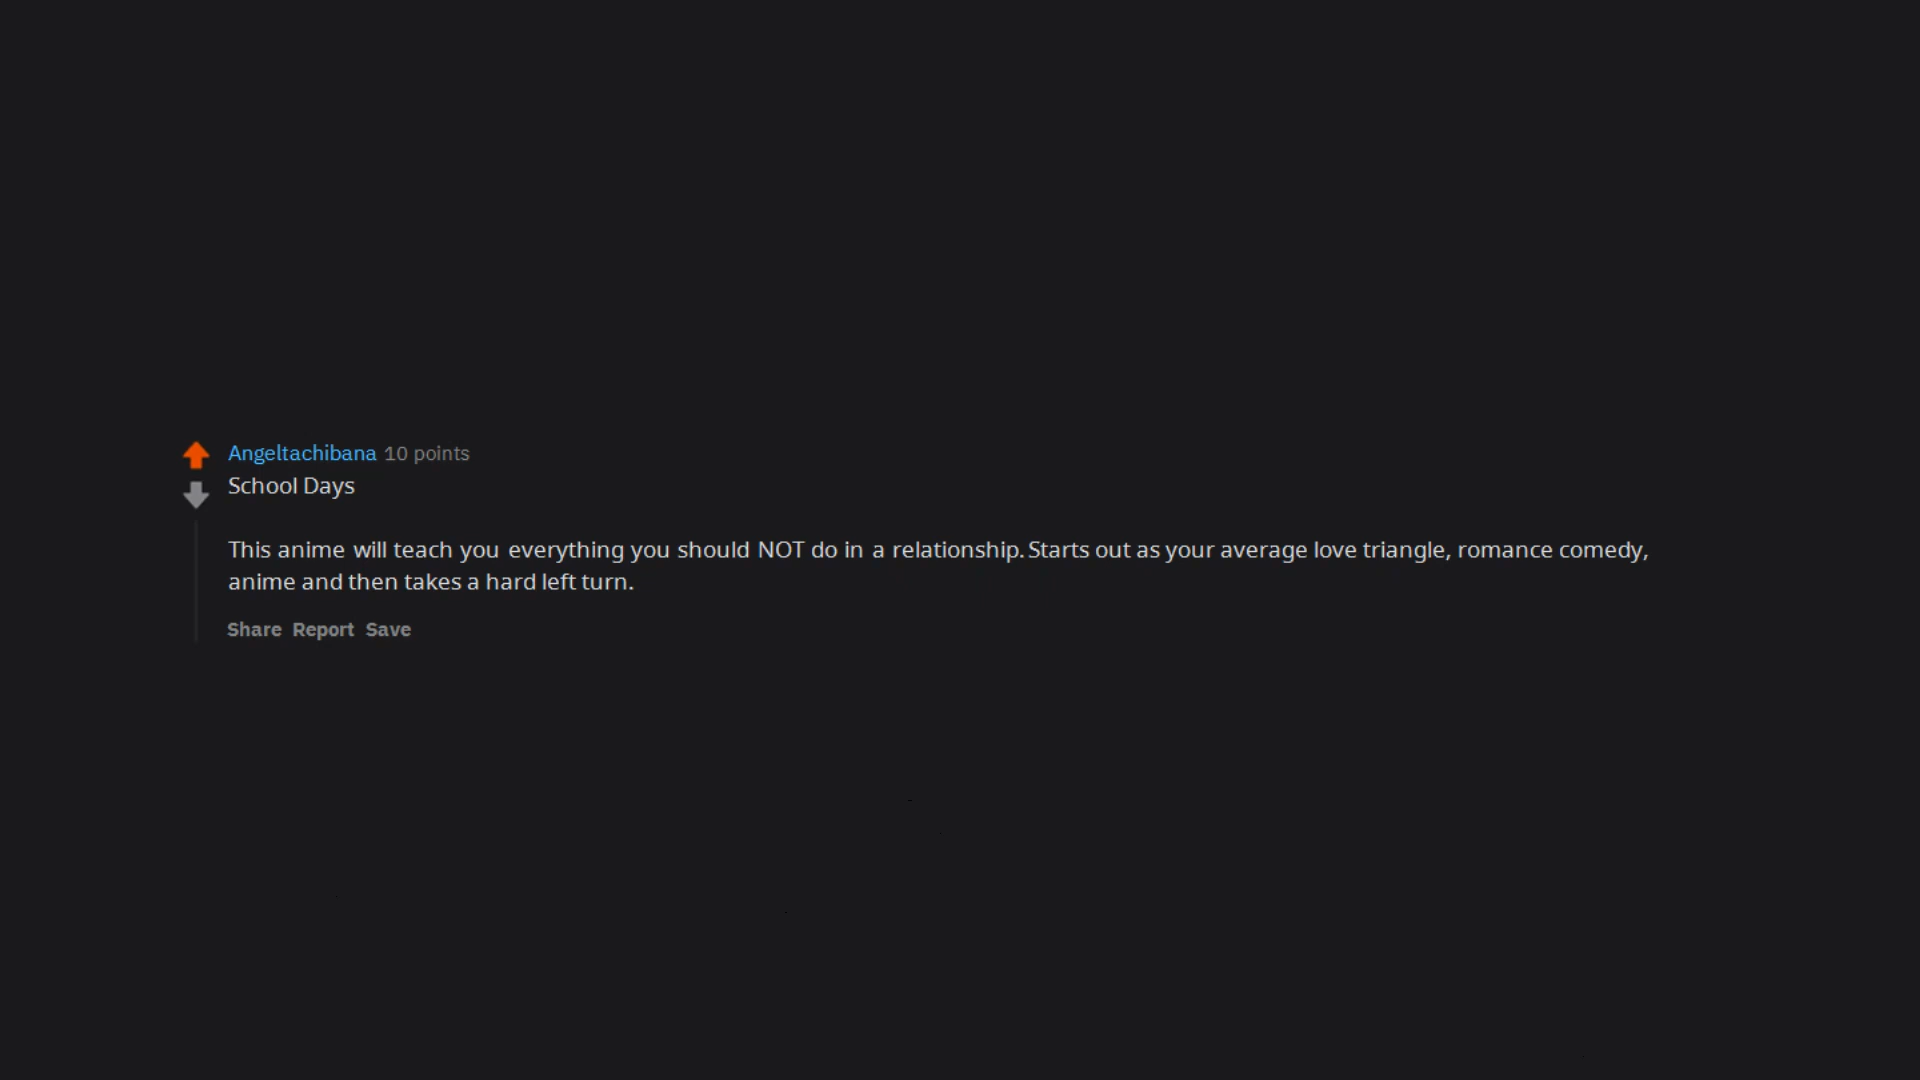 Angeltachibana 10 points
School Days
This anime will teach you everything you should NOT do in a relationship. Starts out as your average love triangle, romance comedy,
anime and then takes a hard left turn.
Share Report Save